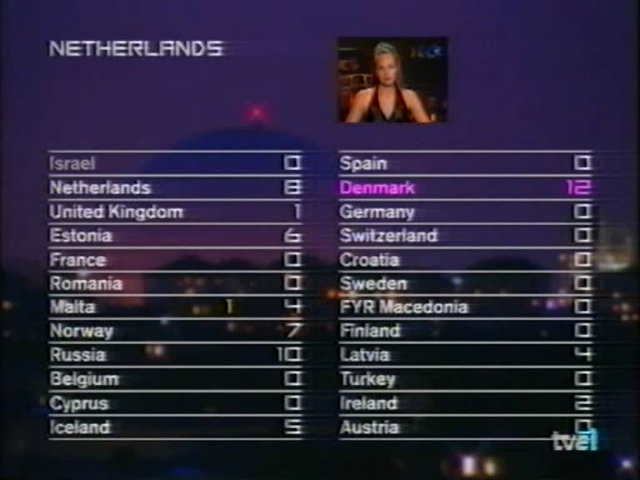 NETHERLANDS
Israel 0
Netherlands 8
United Kingdom 1
Estonia 6
France 0
Romania 0
Malta 1 4
Norway 7
Russia 10
Belgium 0
Cyprus 0
Iceland 5
Spain 0
Denmark 12
Germany 0
Switzerland 0
Croatia 0
Sweden 0
FYR Macedonia 0
Finland 0
Latvia 4
Turkey 0
Ireland 2
Austria 0
tve1